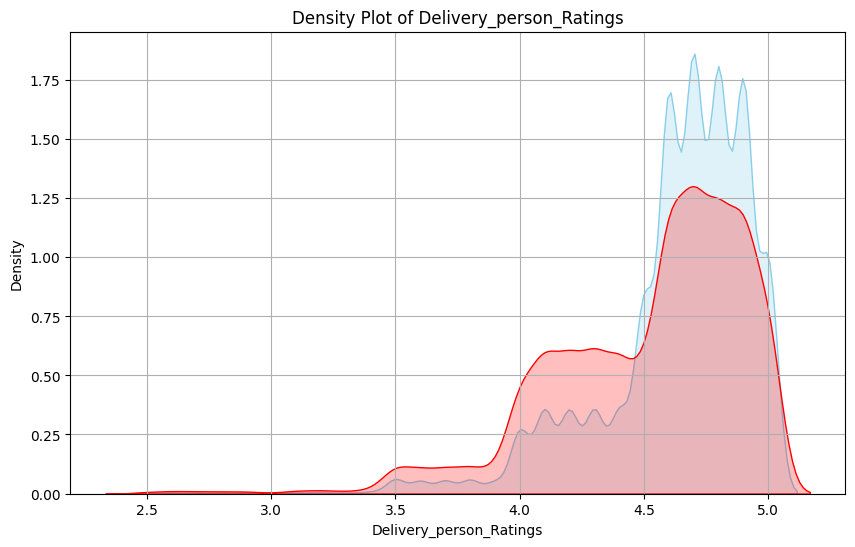 Density Plot of Delivery_person_Ratings
1.75
1.50
1.25
1.00
0.75
0.50
0.25
0.00
Density
2.5 3.0 3.5 4.0 4.5 5.0
Delivery_person_Ratings